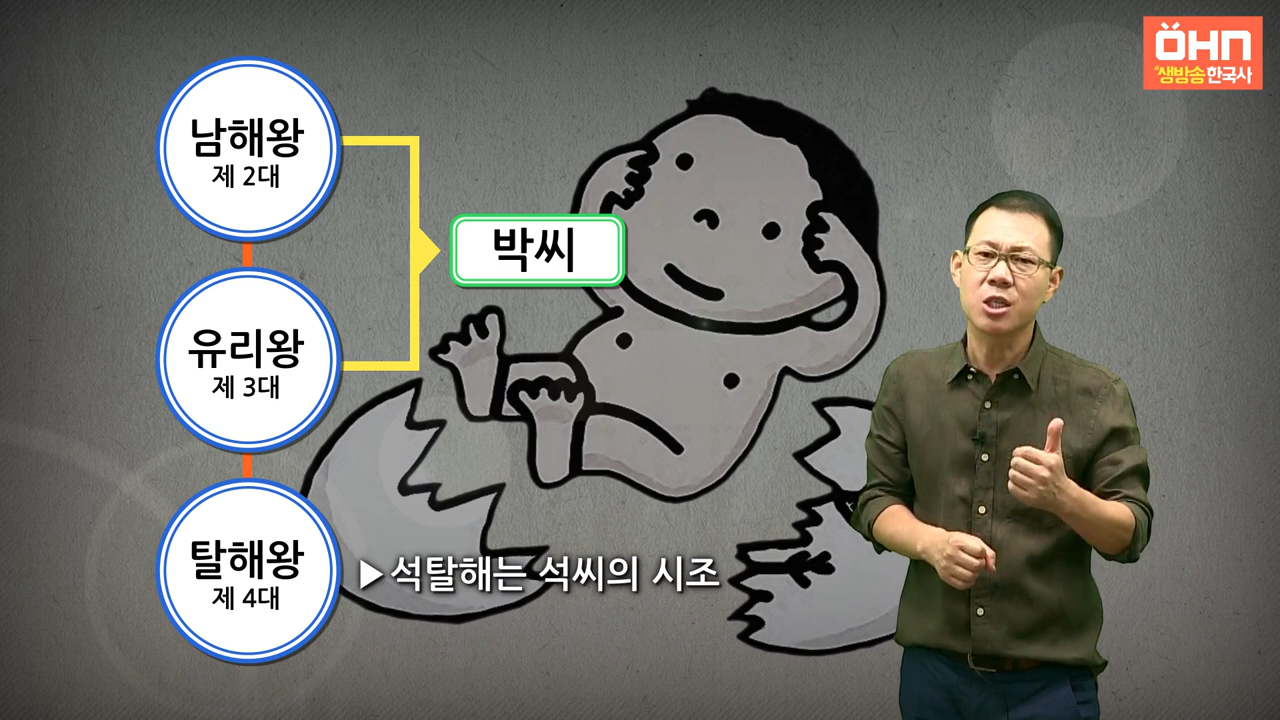 남해왕
제 2대
박씨
유리왕
제 3대
탈해왕
제 4대
▶석탈해는 석씨의 시조
"생방송한국사